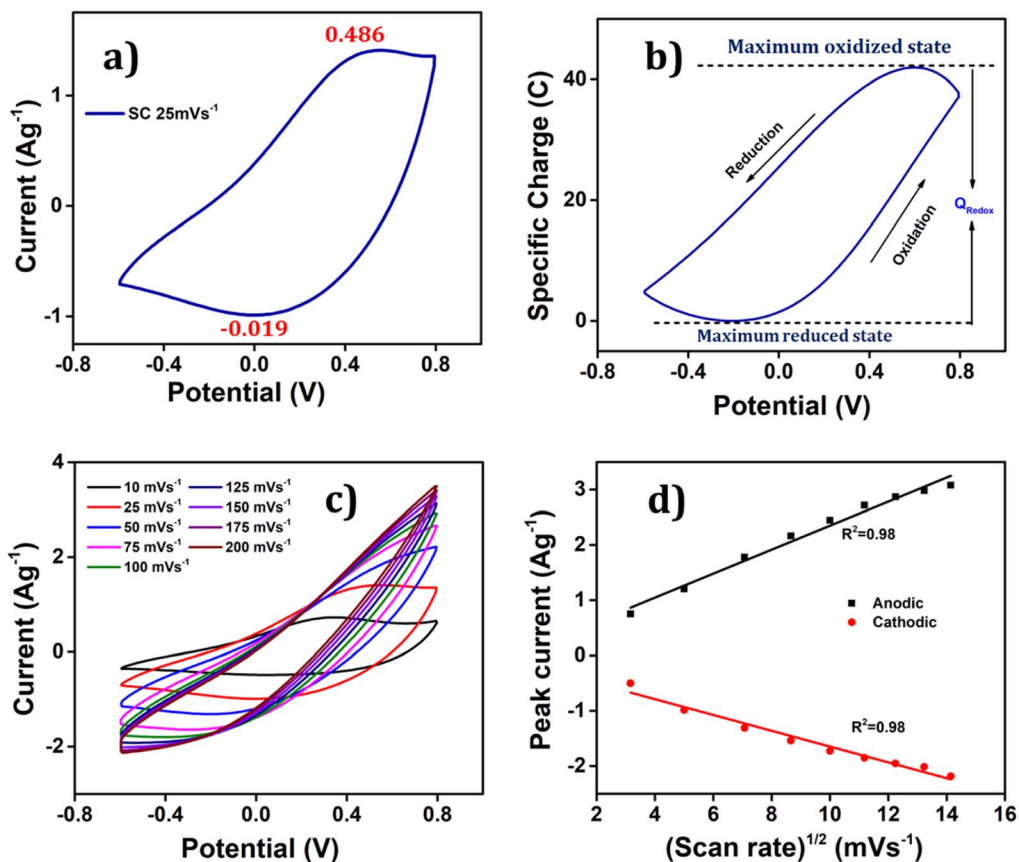 a)
0.486
SC 25mVs⁻¹
-0.019
Current (Ag⁻¹)
1
0
-1
-0.8 -0.4 0.0 0.4 0.8
Potential (V)
b)
Maximum oxidized state
Reduction
Oxidation
Q_Redox
Maximum reduced state
Specific Charge (C)
40
20
0
-0.8 -0.4 0.0 0.4 0.8
Potential (V)
c)
10 mVs⁻¹ 125 mVs⁻¹
25 mVs⁻¹ 150 mVs⁻¹
50 mVs⁻¹ 175 mVs⁻¹
75 mVs⁻¹ 200 mVs⁻¹
100 mVs⁻¹
Current (Ag⁻¹)
4
2
0
-2
-0.8 -0.4 0.0 0.4 0.8
Potential (V)
d)
R²=0.98
Anodic
Cathodic
R²=0.98
Peak current (Ag⁻¹)
3
2
1
0
-1
-2
2 4 6 8 10 12 14 16
(Scan rate)¹ᐟ² (mVs⁻¹)